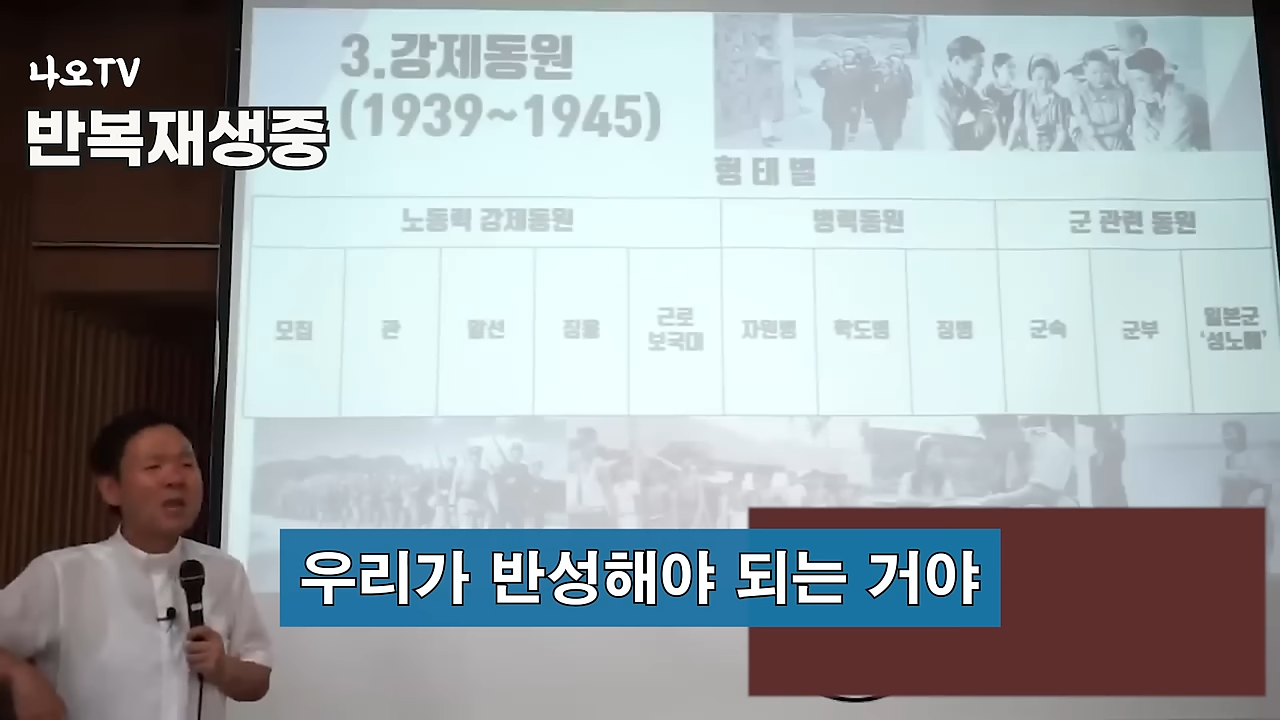 나오TV
반복재생중
3.강제동원
(1939~1945)
형태별
노동력 강제동원
병력동원
군 관련 동원
모집
관
알선
징용
근로
보국대
자원병
학도병
징병
군속
군부
일본군
‘성노예’
우리가 반성해야 되는 거야